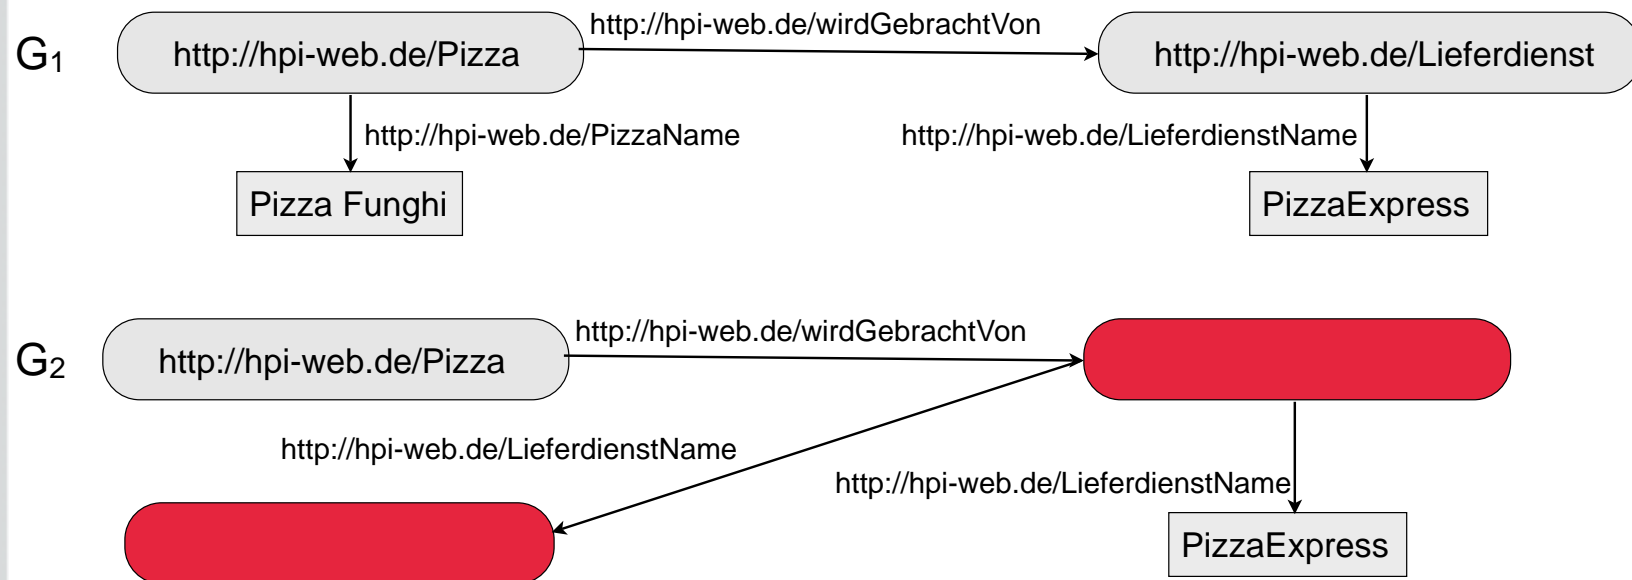 http://hpi-web.de/wirdGebrachtVon
G1 http://hpi-web.de/Pizza http://hpi-web.de/Lieferdienst
http://hpi-web.de/PizzaName http://hpi-web.de/LieferdienstName
Pizza Funghi PizzaExpress
http://hpi-web.de/wirdGebrachtVon
G2 http://hpi-web.de/Pizza
http://hpi-web.de/LieferdienstName
http://hpi-web.de/LieferdienstName
PizzaExpress